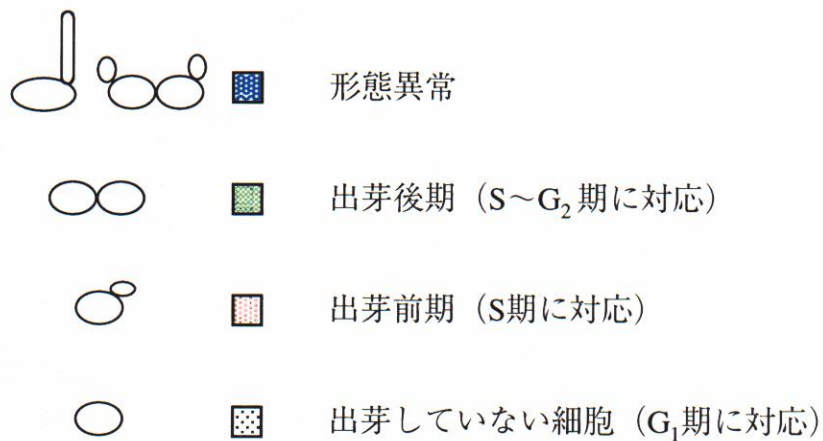 形態異常
出芽後期（S～G₂期に対応）
出芽前期（S期に対応）
出芽していない細胞（G₁期に対応）